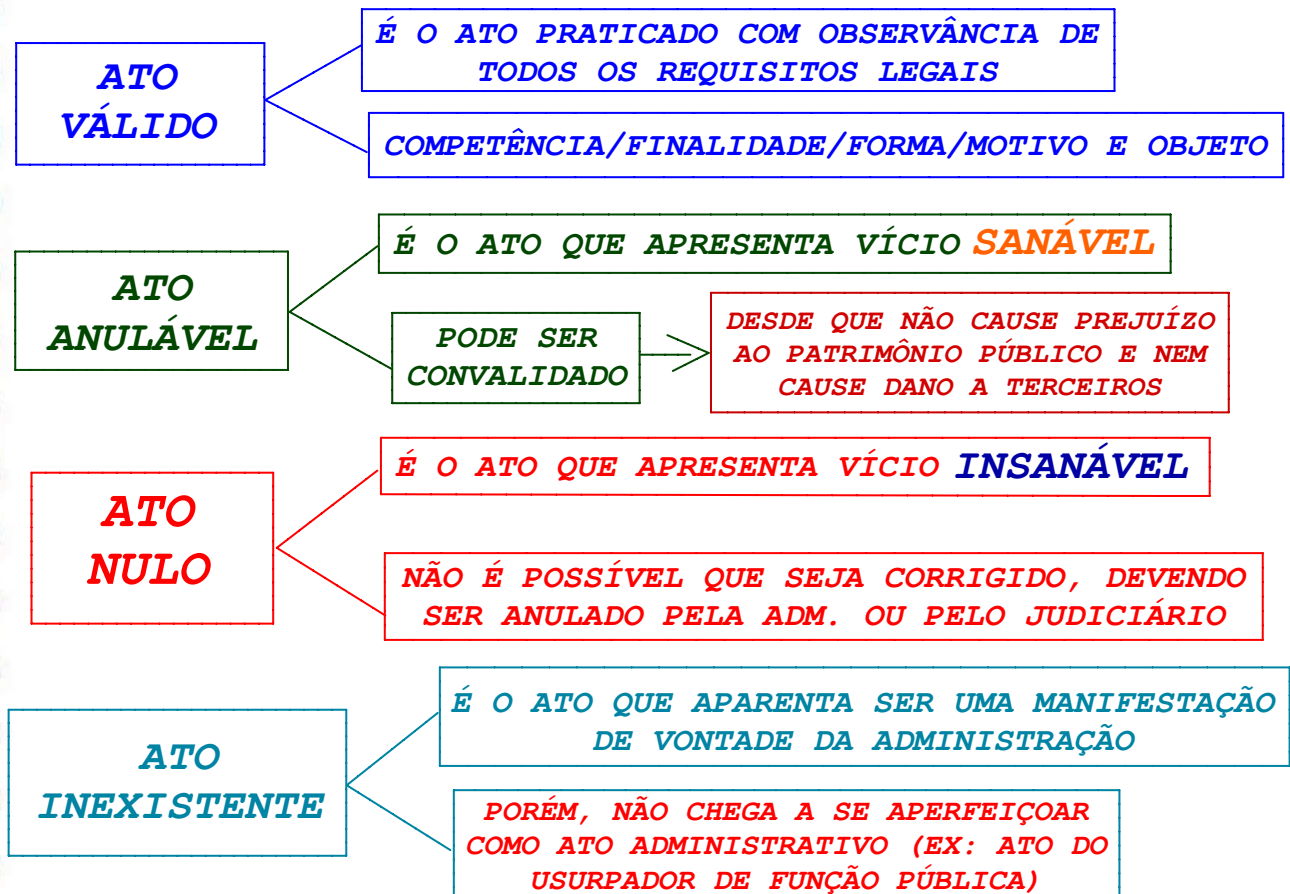 ATO
VÁLIDO
É O ATO PRATICADO COM OBSERVÂNCIA DE
TODOS OS REQUISITOS LEGAIS
COMPETÊNCIA/FINALIDADE/FORMA/MOTIVO E OBJETO
ATO
ANULÁVEL
É O ATO QUE APRESENTA VÍCIO SANÁVEL
PODE SER
CONVALIDADO
DESDE QUE NÃO CAUSE PREJUÍZO
AO PATRIMÔNIO PÚBLICO E NEM
CAUSE DANO A TERCEIROS
ATO
NULO
É O ATO QUE APRESENTA VÍCIO INSANÁVEL
NÃO É POSSÍVEL QUE SEJA CORRIGIDO, DEVENDO
SER ANULADO PELA ADM. OU PELO JUDICIÁRIO
ATO
INEXISTENTE
É O ATO QUE APARENTA SER UMA MANIFESTAÇÃO
DE VONTADE DA ADMINISTRAÇÃO
PORÉM, NÃO CHEGA A SE APERFEIÇOAR
COMO ATO ADMINISTRATIVO (EX: ATO DO
USURPADOR DE FUNÇÃO PÚBLICA)